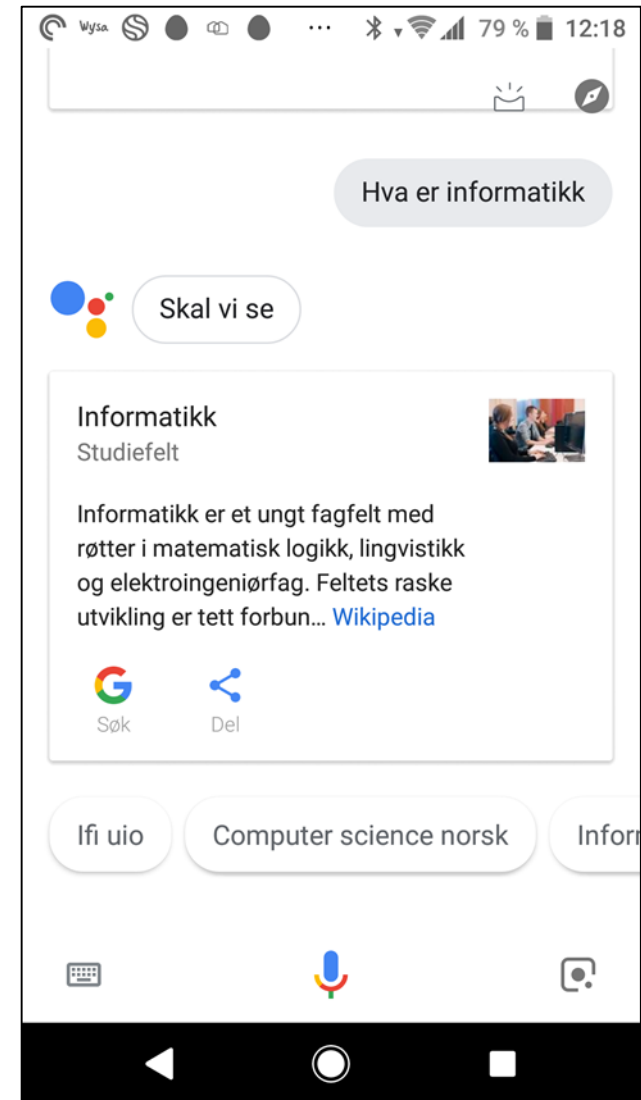 Wysa ... 79 % 12:18
Hva er informatikk
Skal vi se
Informatikk
Studiefelt
Informatikk er et ungt fagfelt med
røtter i matematisk logikk, lingvistikk
og elektroingeniørfag. Feltets raske
utvikling er tett forbun... Wikipedia
Søk Del
Ifi uio Computer science norsk Infor